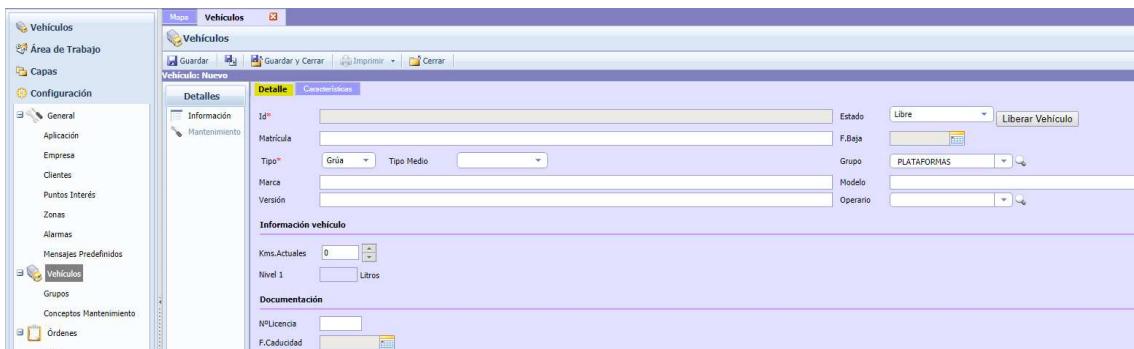 Vehículos
Área de Trabajo
Capas
Configuración
General
Aplicación
Empresa
Clientes
Puntos Interés
Zonas
Alarmas
Mensajes Predefinidos
Vehículos
Grupos
Conceptos Mantenimiento
Órdenes
Mapa Vehículos
Vehículos
Guardar Guardar y Cerrar Imprimir Cerrar
Vehículo: Nuevo
Detalles
Información
Mantenimiento
Detalle Características
Id* Estado Libre Liberar Vehículo
Matrícula F.Baja
Tipo* Grúa Tipo Medio Grupo PLATAFORMAS
Marca Modelo
Versión Operario
Información vehículo
Kms.Actuales 0
Nivel 1 Litros
Documentación
NºLicencia
F.Caducidad